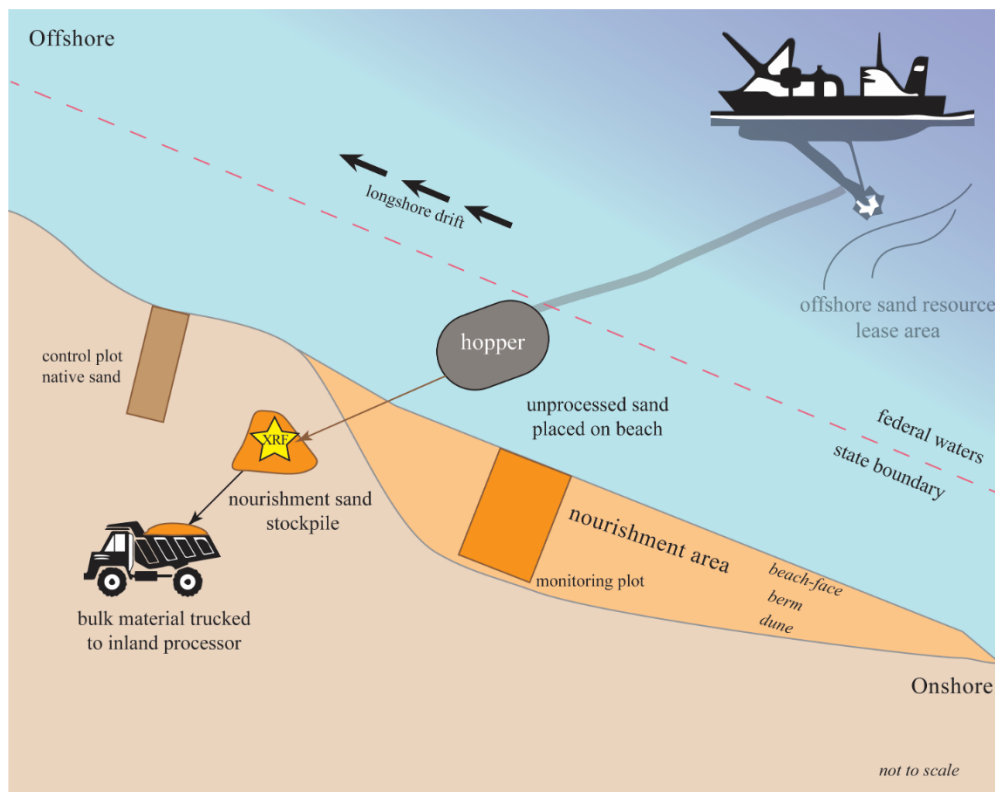 Offshore
longshore drift
offshore sand resource
lease area
hopper
control plot
native sand
unprocessed sand
placed on beach
federal waters
state boundary
XRF
nourishment sand
stockpile
nourishment area
beach-face
berm
dune
monitoring plot
bulk material trucked
to inland processor
Onshore
not to scale